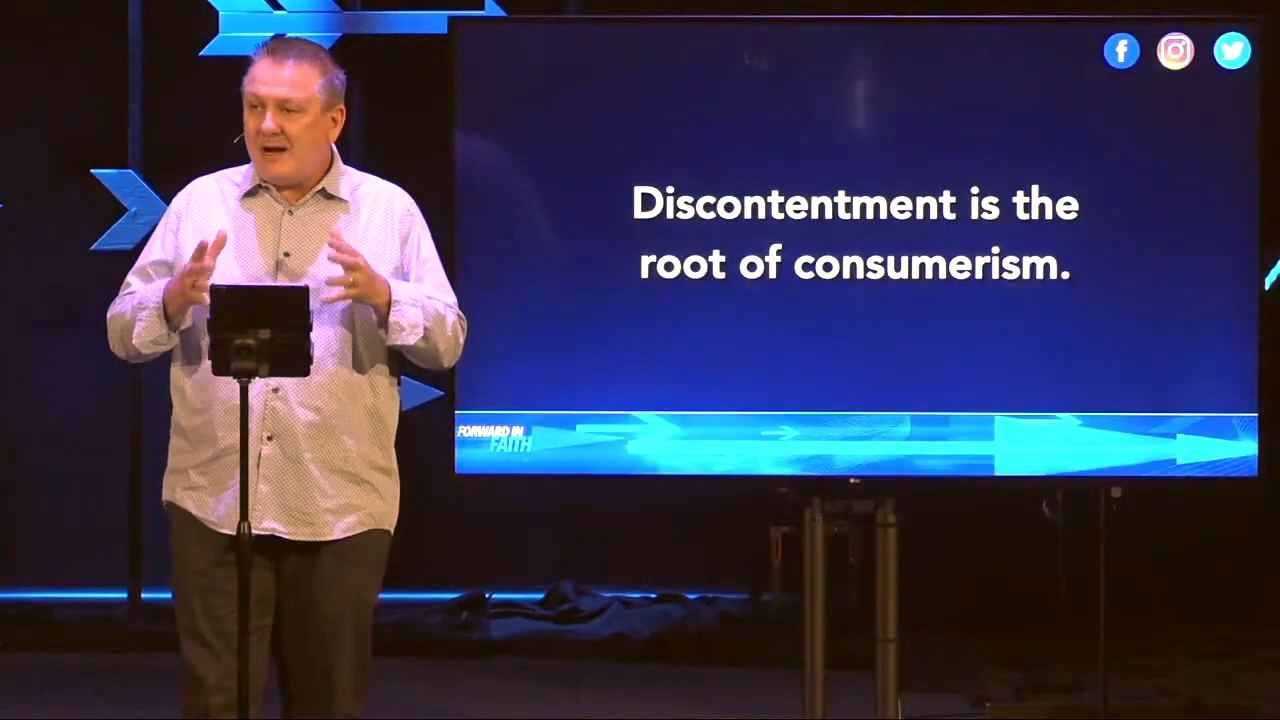 Discontentment is the
root of consumerism.
FORWARD IN
FAITH